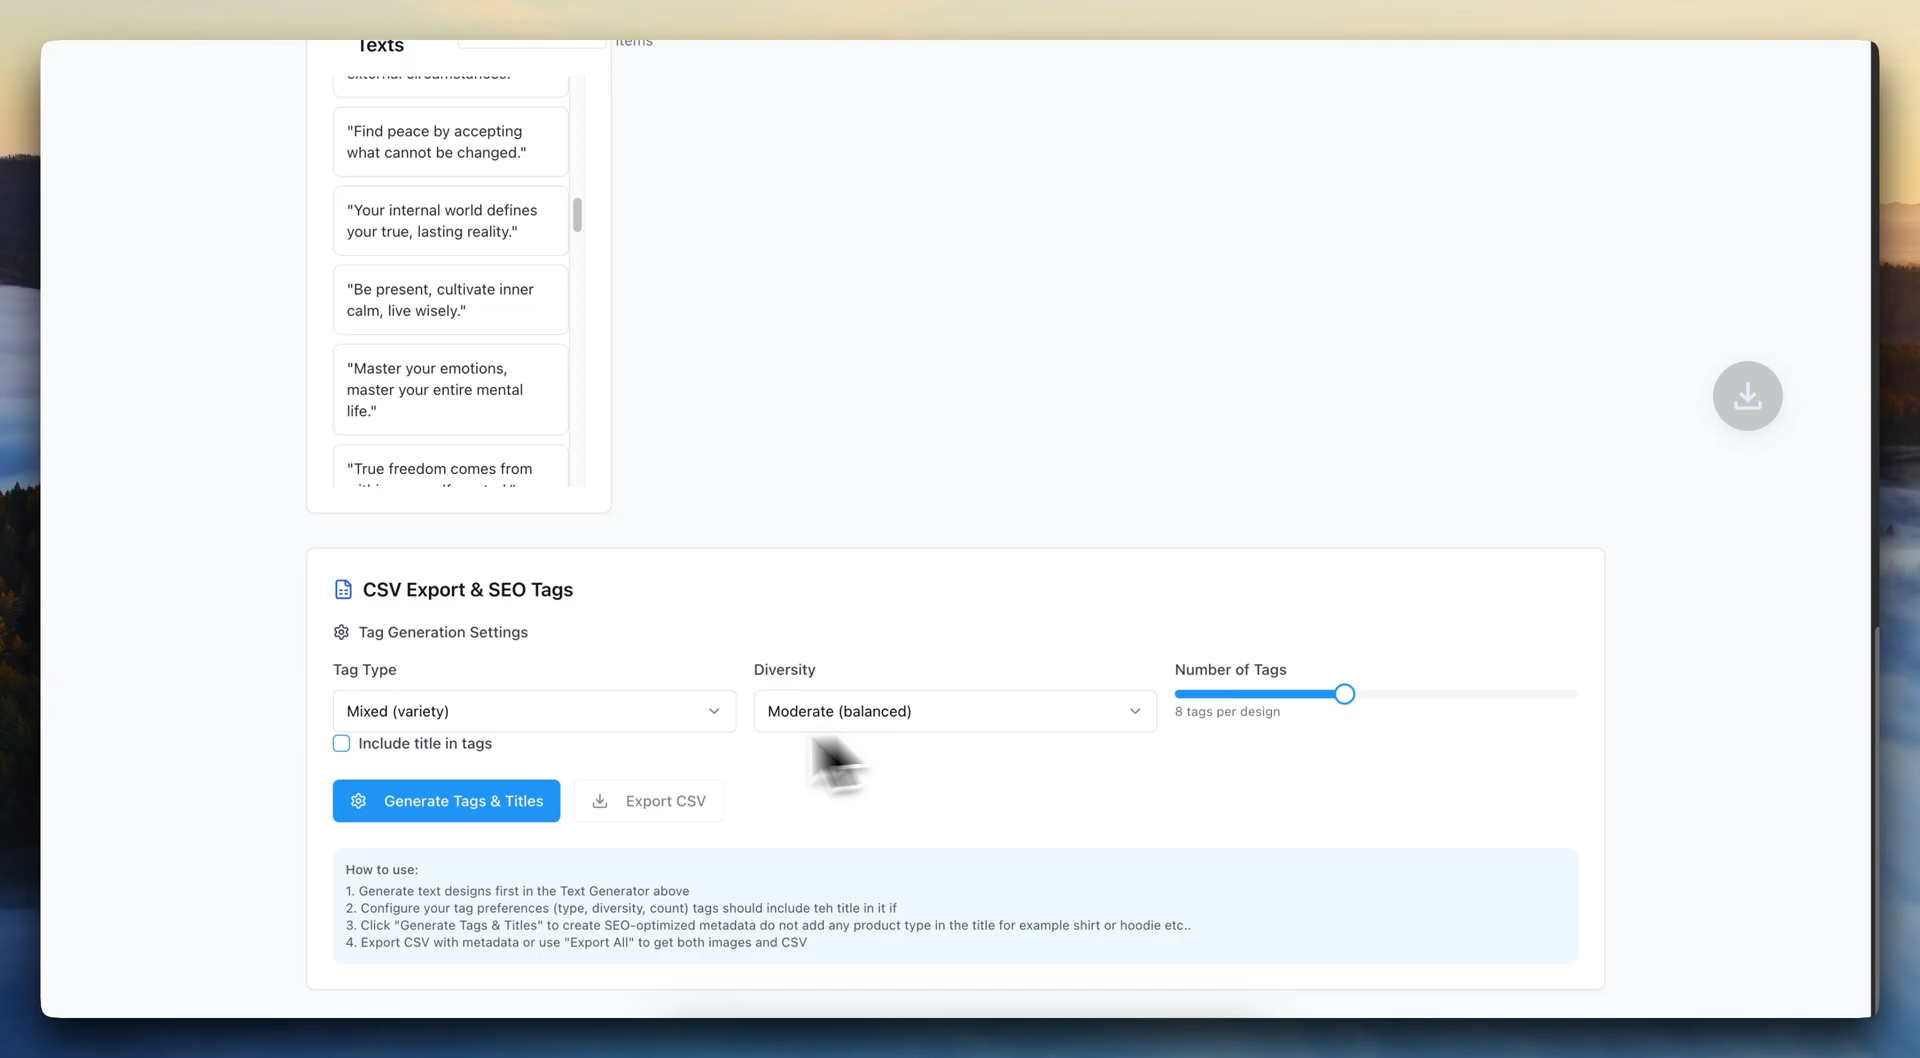 Texts
items
external circumstances."
"Find peace by accepting
what cannot be changed."
"Your internal world defines
your true, lasting reality."
"Be present, cultivate inner
calm, live wisely."
"Master your emotions,
master your entire mental
life."
"True freedom comes from
CSV Export & SEO Tags
Tag Generation Settings
Tag Type
Diversity
Number of Tags
Mixed (variety)
Moderate (balanced)
8 tags per design
Include title in tags
Generate Tags & Titles
Export CSV
How to use:
1. Generate text designs first in the Text Generator above
2. Configure your tag preferences (type, diversity, count) tags should include teh title in it if
3. Click "Generate Tags & Titles" to create SEO-optimized metadata do not add any product type in the title for example shirt or hoodie etc..
4. Export CSV with metadata or use "Export All" to get both images and CSV